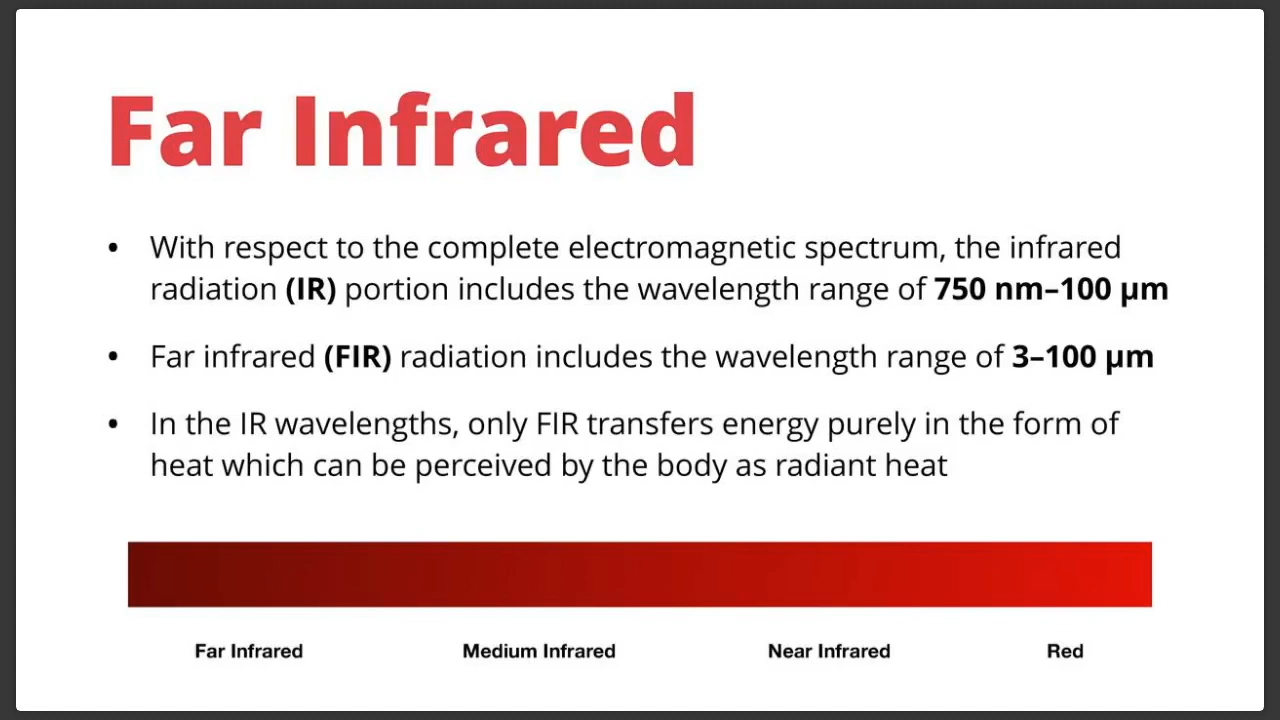 Far Infrared
• With respect to the complete electromagnetic spectrum, the infrared
radiation (IR) portion includes the wavelength range of 750 nm–100 μm
• Far infrared (FIR) radiation includes the wavelength range of 3–100 μm
• In the IR wavelengths, only FIR transfers energy purely in the form of
heat which can be perceived by the body as radiant heat
Far Infrared Medium Infrared Near Infrared Red